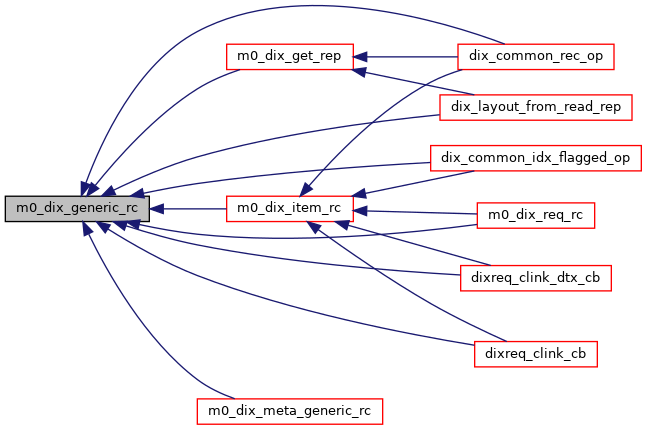 m0_dix_get_rep
dix_common_rec_op
dix_layout_from_read_rep
dix_common_idx_flagged_op
m0_dix_generic_rc
m0_dix_item_rc
m0_dix_req_rc
dixreq_clink_dtx_cb
dixreq_clink_cb
m0_dix_meta_generic_rc